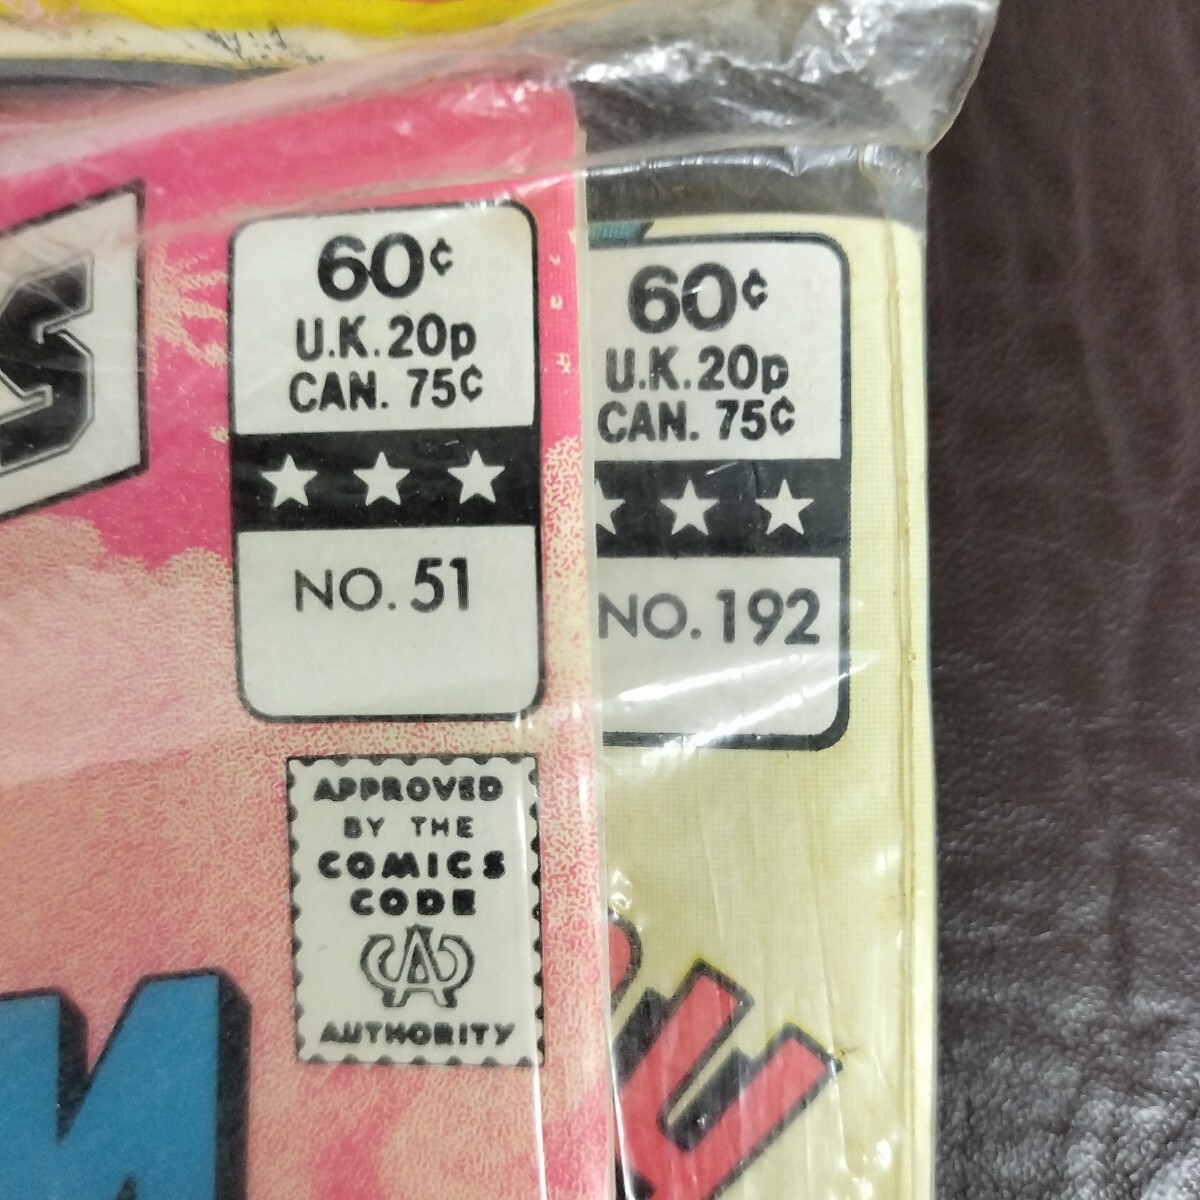 S
60¢
U.K. 20p
CAN. 75¢
NO. 51
APPROVED
BY THE
COMICS
CODE
AUTHORITY
60¢
U.K. 20p
CAN. 75¢
NO. 192